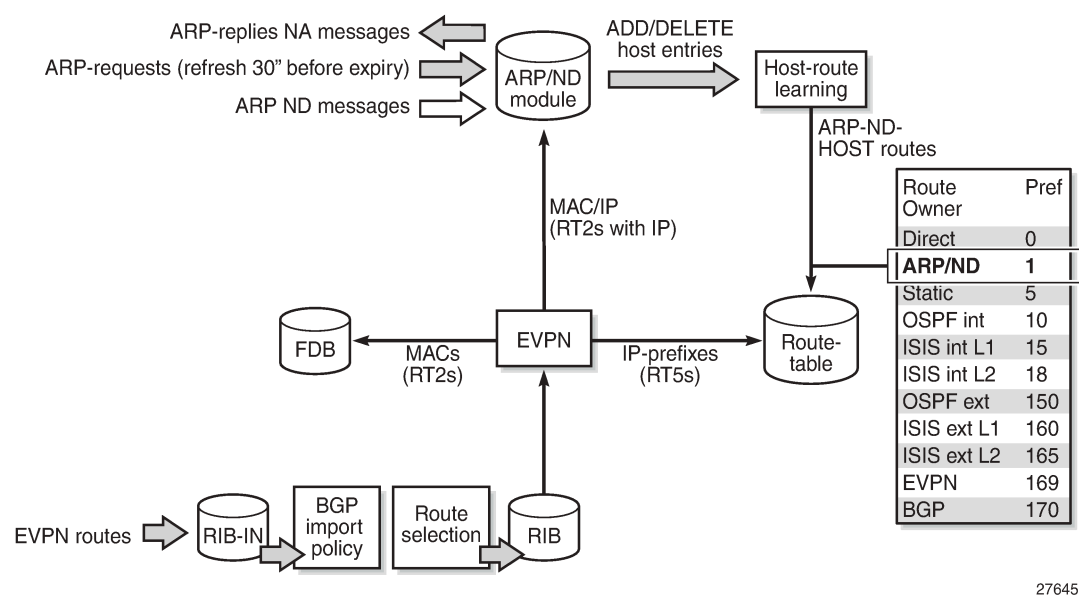 ARP-replies NA messages
ARP-requests (refresh 30” before expiry)
ARP ND messages
ARP/ND
module
ADD/DELETE
host entries
Host-route
learning
ARP-ND-
HOST routes
MAC/IP
(RT2s with IP)
FDB
MACs
(RT2s)
EVPN
IP-prefixes
(RT5s)
Route-
table
Route Pref
Owner
Direct 0
ARP/ND 1
Static 5
OSPF int 10
ISIS int L1 15
ISIS int L2 18
OSPF ext 150
ISIS ext L1 160
ISIS ext L2 165
EVPN 169
BGP 170
EVPN routes
RIB-IN
BGP
import
policy
Route
selection
RIB
27645